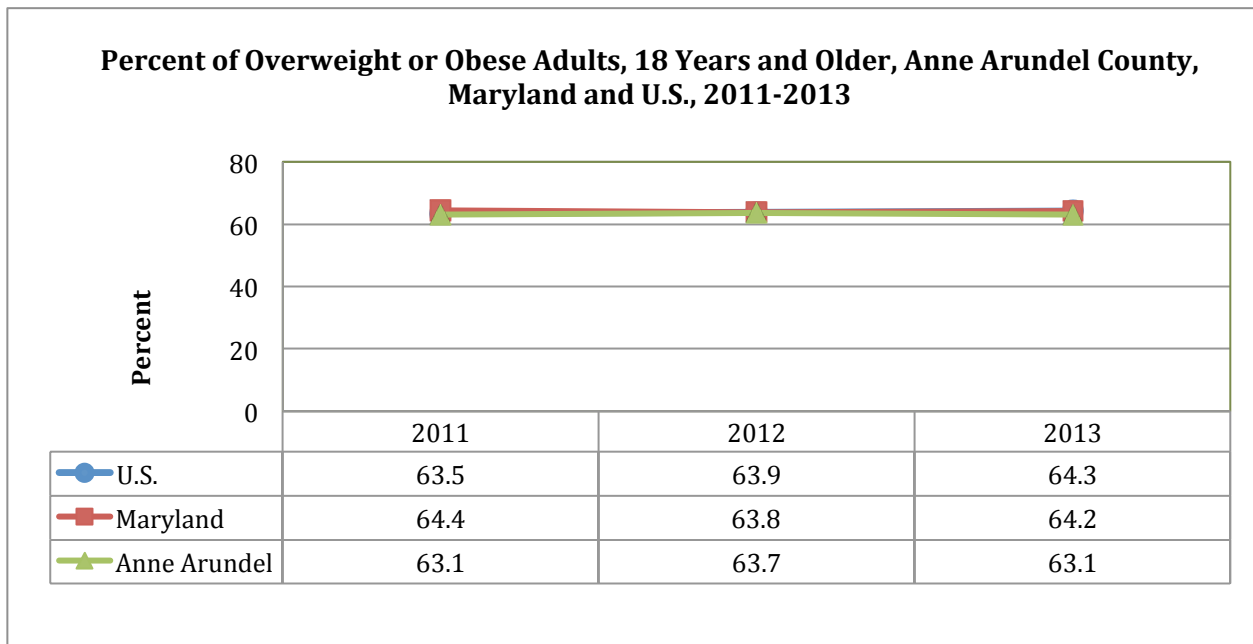 Percent of Overweight or Obese Adults, 18 Years and Older, Anne Arundel County,
Maryland and U.S., 2011-2013
80
60
40
20
0
Percent
2011 2012 2013
U.S. 63.5 63.9 64.3
Maryland 64.4 63.8 64.2
Anne Arundel 63.1 63.7 63.1